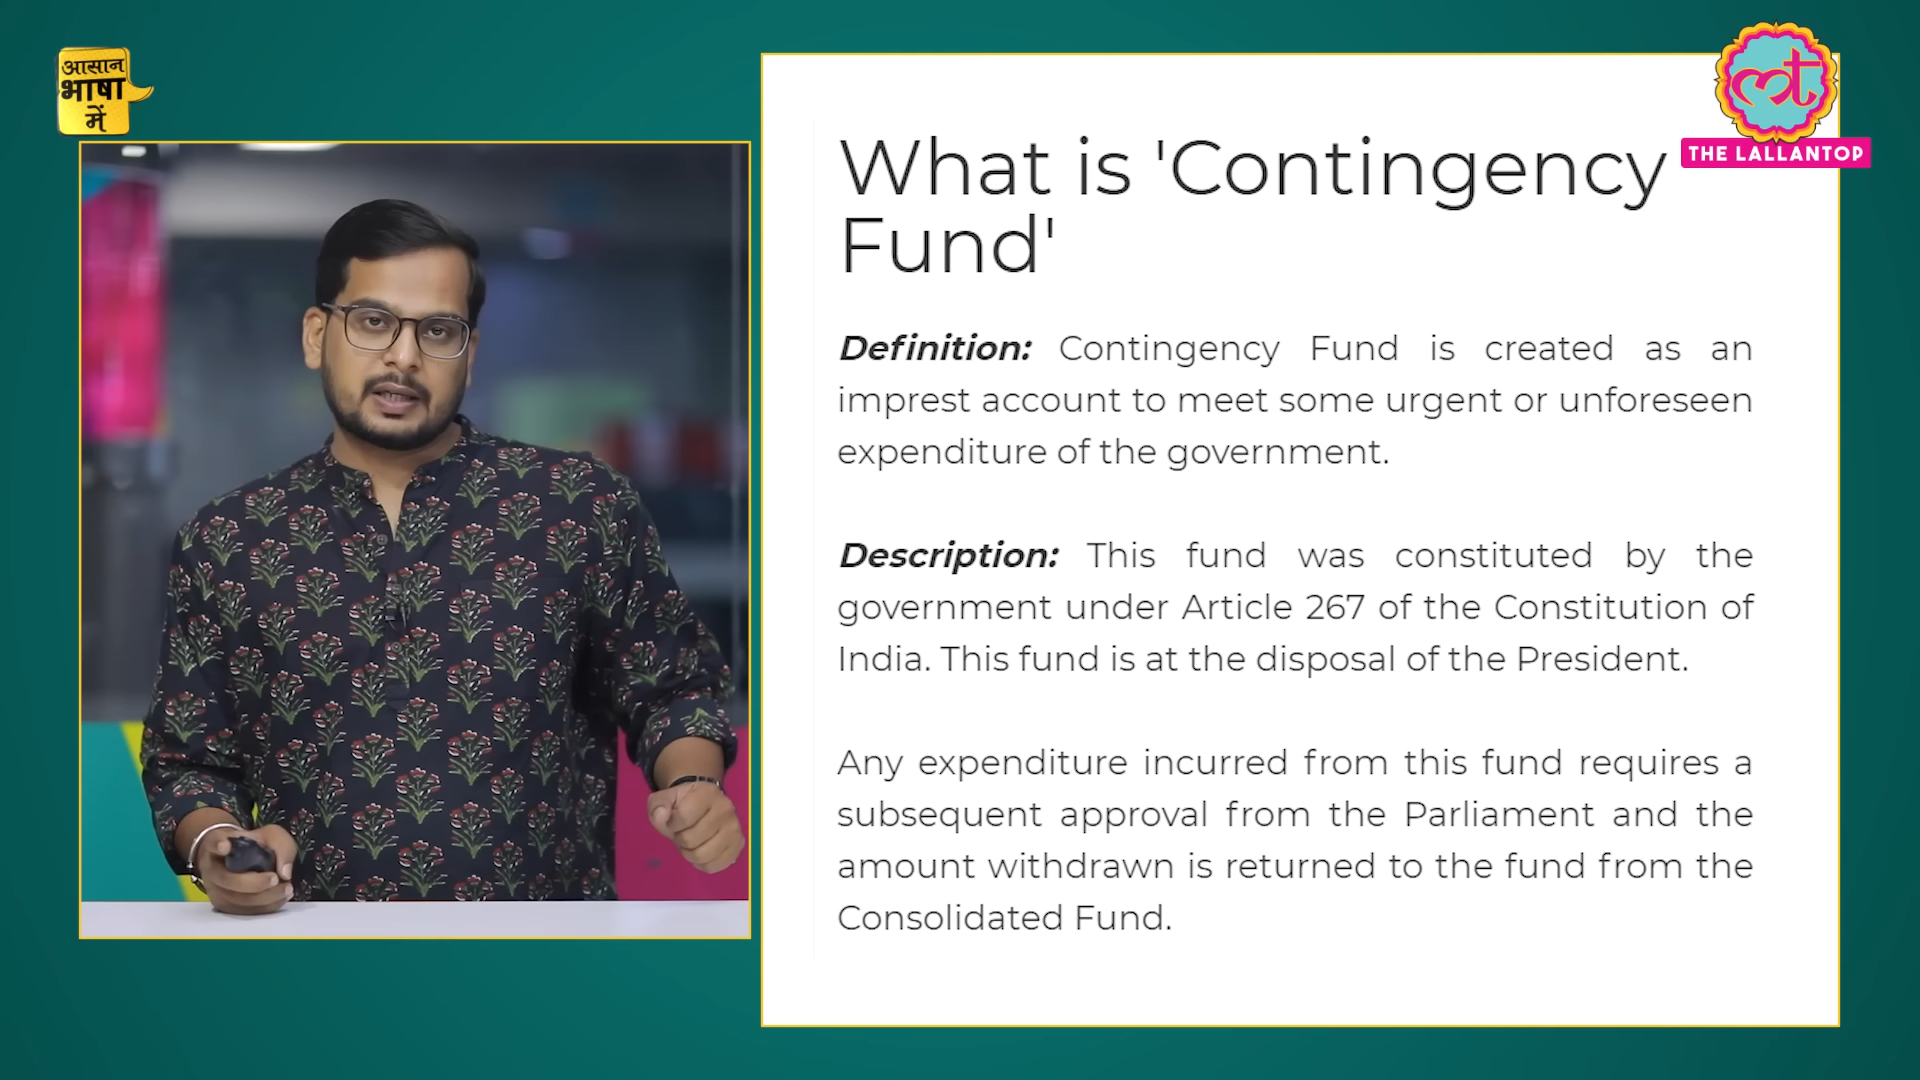 आसान
भाषा
में
THE LALLANTOP
What is 'Contingency
Fund'
Definition: Contingency Fund is created as an
imprest account to meet some urgent or unforeseen
expenditure of the government.
Description: This fund was constituted by the
government under Article 267 of the Constitution of
India. This fund is at the disposal of the President.
Any expenditure incurred from this fund requires a
subsequent approval from the Parliament and the
amount withdrawn is returned to the fund from the
Consolidated Fund.